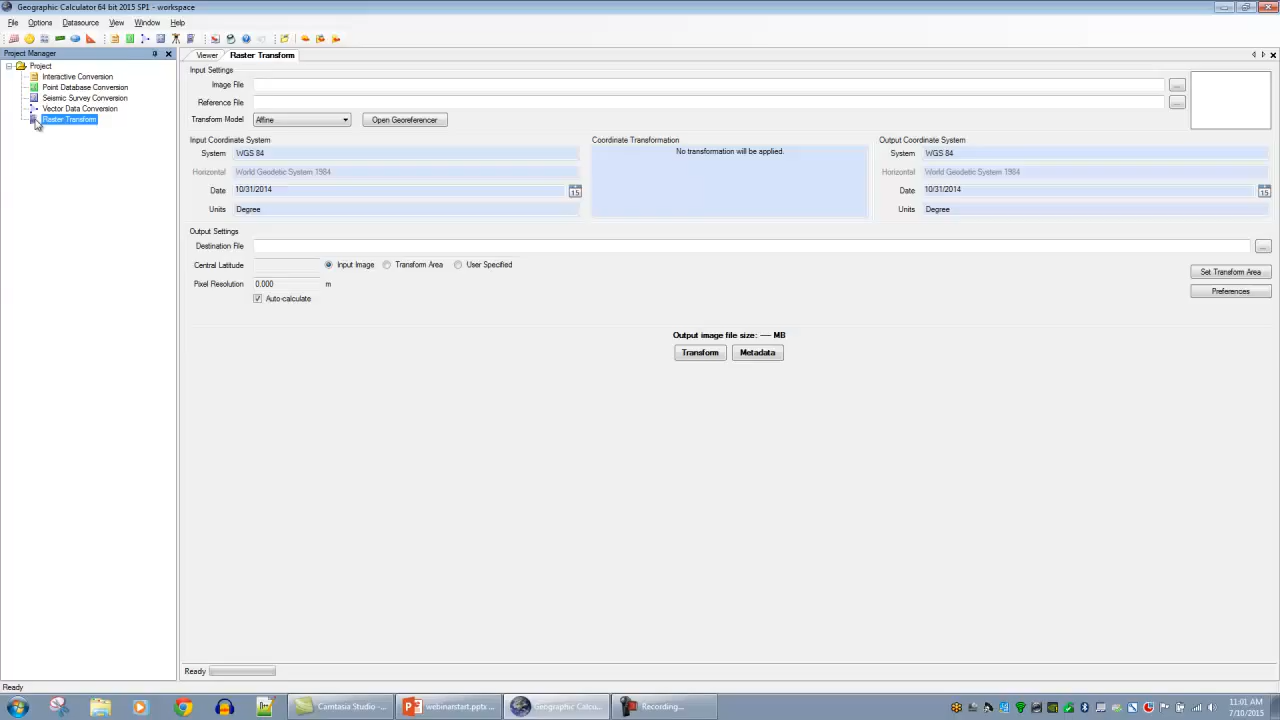 Geographic Calculator 64 bit 2015 SP1 - workspace
File Options Datasource View Window Help
Project Manager
Viewer Raster Transform
Project
Interactive Conversion
Point Database Conversion
Seismic Survey Conversion
Vector Data Conversion
Raster Transform
Input Settings
Image File ...
Reference File ...
Transform Model Affine Open Georeferencer
Input Coordinate System Coordinate Transformation Output Coordinate System
System WGS 84 No transformation will be applied. System WGS 84
Horizontal World Geodetic System 1984 Horizontal World Geodetic System 1984
Date 10/31/2014 15 Date 10/31/2014 15
Units Degree Units Degree
Output Settings
Destination File ...
Central Latitude Input Image Transform Area User Specified
Set Transform Area
Pixel Resolution 0.000 m
Preferences
Auto-calculate
Output image file size: --- MB
Transform Metadata
Ready
Ready
Camtasia Studio -... webinarstart.pptx ... Geographic Calcu... Recording...
11:01 AM
7/10/2015